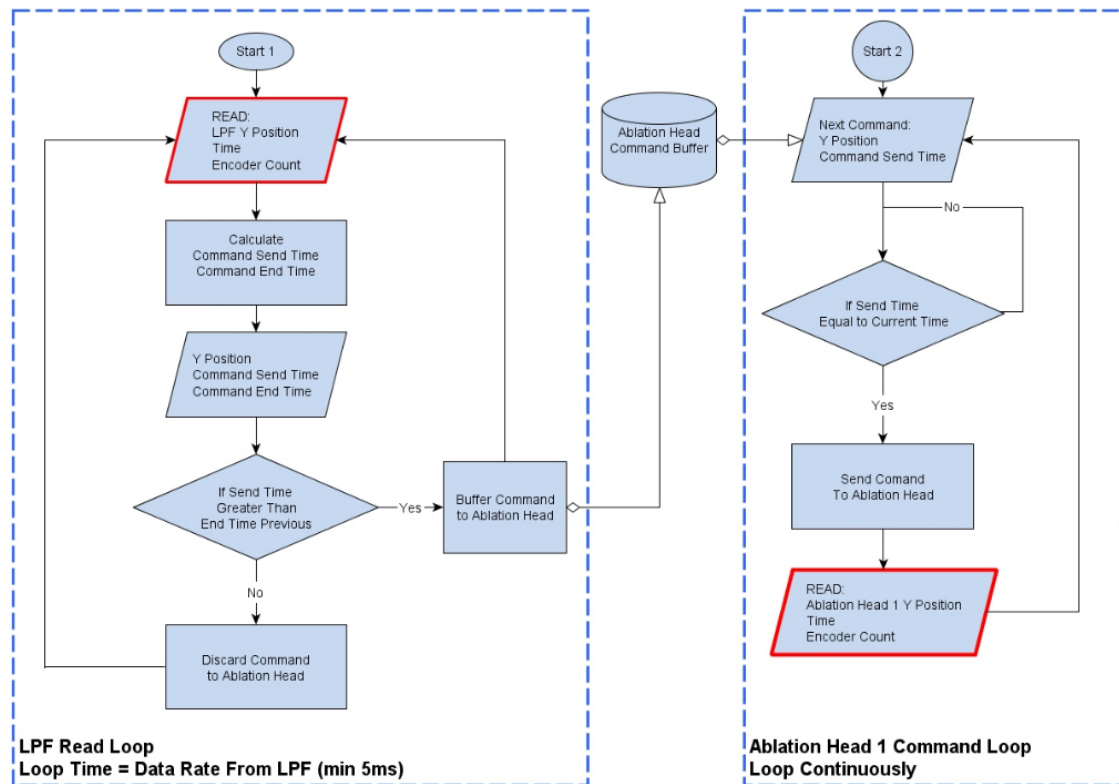 Start 1
READ:
LPF Y Position
Time
Encoder Count
Calculate
Command Send Time
Command End Time
Y Position
Command Send Time
Command End Time
If Send Time
Greater Than
End Time Previous
Yes
Buffer Command
to Ablation Head
No
Discard Command
to Ablation Head
LPF Read Loop
Loop Time = Data Rate From LPF (min 5ms)
Ablation Head
Command Buffer
Start 2
Next Command:
Y Position
Command Send Time
No
If Send Time
Equal to Current Time
Yes
Send Comand
To Ablation Head
READ:
Ablation Head 1 Y Position
Time
Encoder Count
Ablation Head 1 Command Loop
Loop Continuously